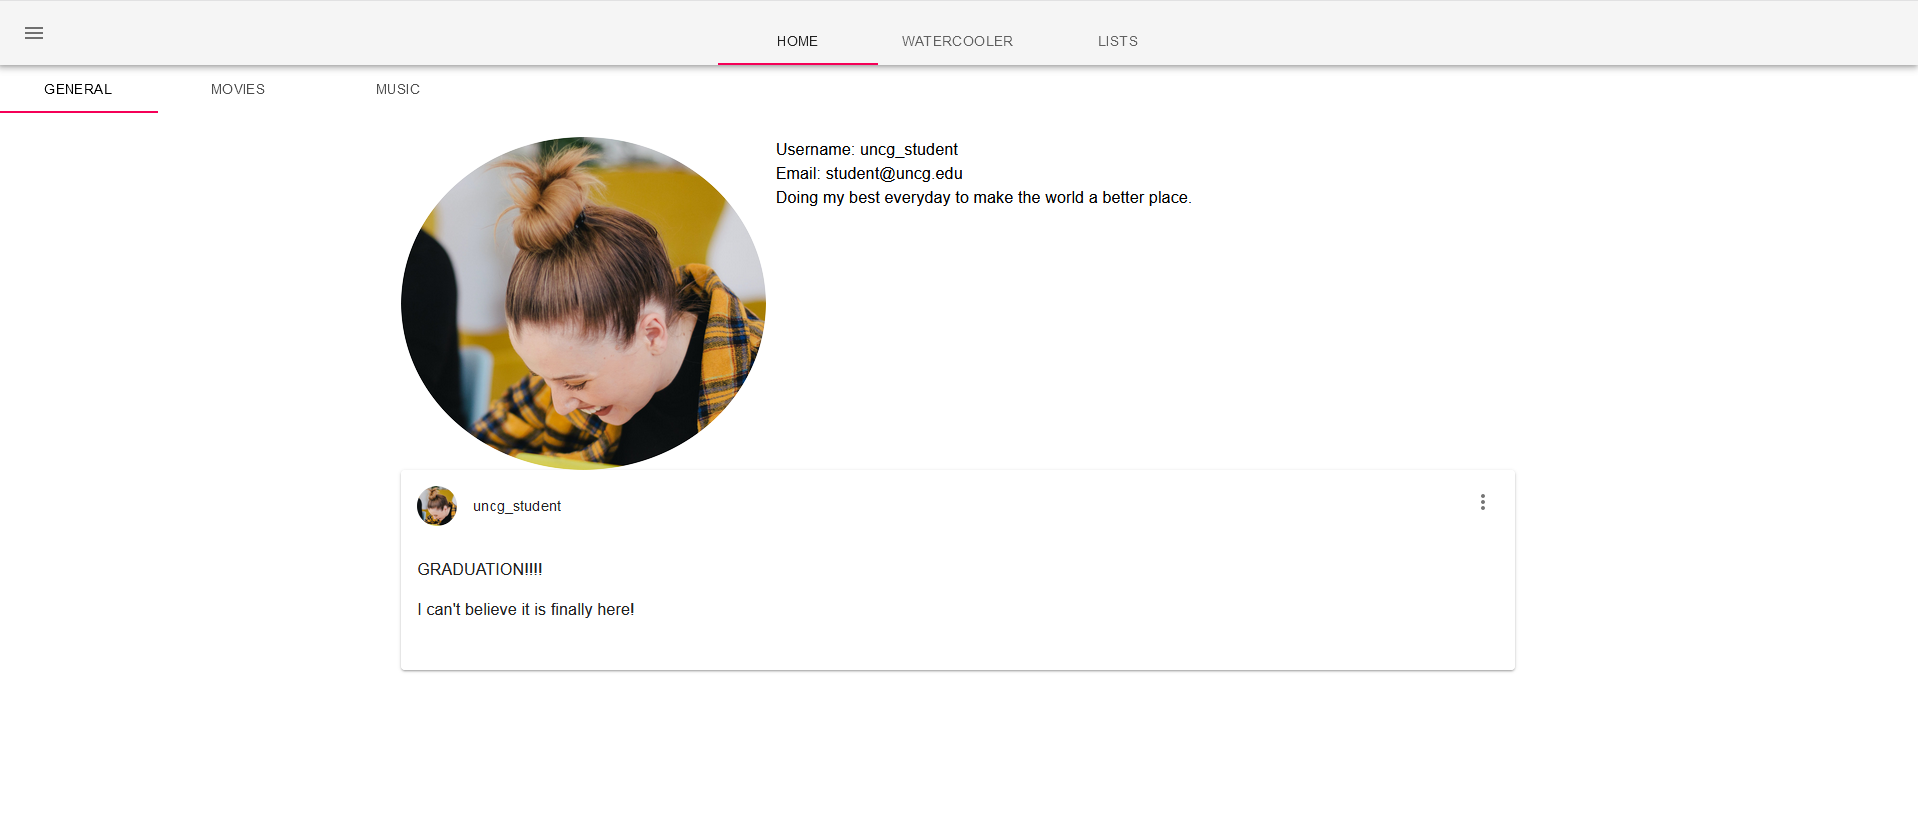 HOME WATERCOOLER LISTS
GENERAL MOVIES MUSIC
Username: uncg_student
Email: student@uncg.edu
Doing my best everyday to make the world a better place.
uncg_student
GRADUATION!!!!
I can't believe it is finally here!